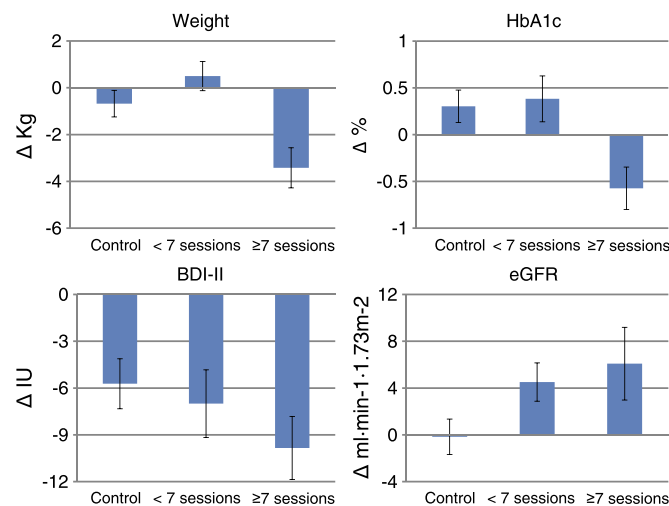 Weight
2
0
-2
-4
-6
Δ Kg
Control < 7 sessions ≥7 sessions
HbA1c
1
0.5
0
-0.5
-1
Δ %
Control < 7 sessions ≥7 sessions
BDI-II
0
-3
-6
-9
-12
Δ IU
Control < 7 sessions ≥7 sessions
eGFR
12
8
4
0
-4
Δ ml·min-1·1.73m-2
Control < 7 sessions ≥7 sessions